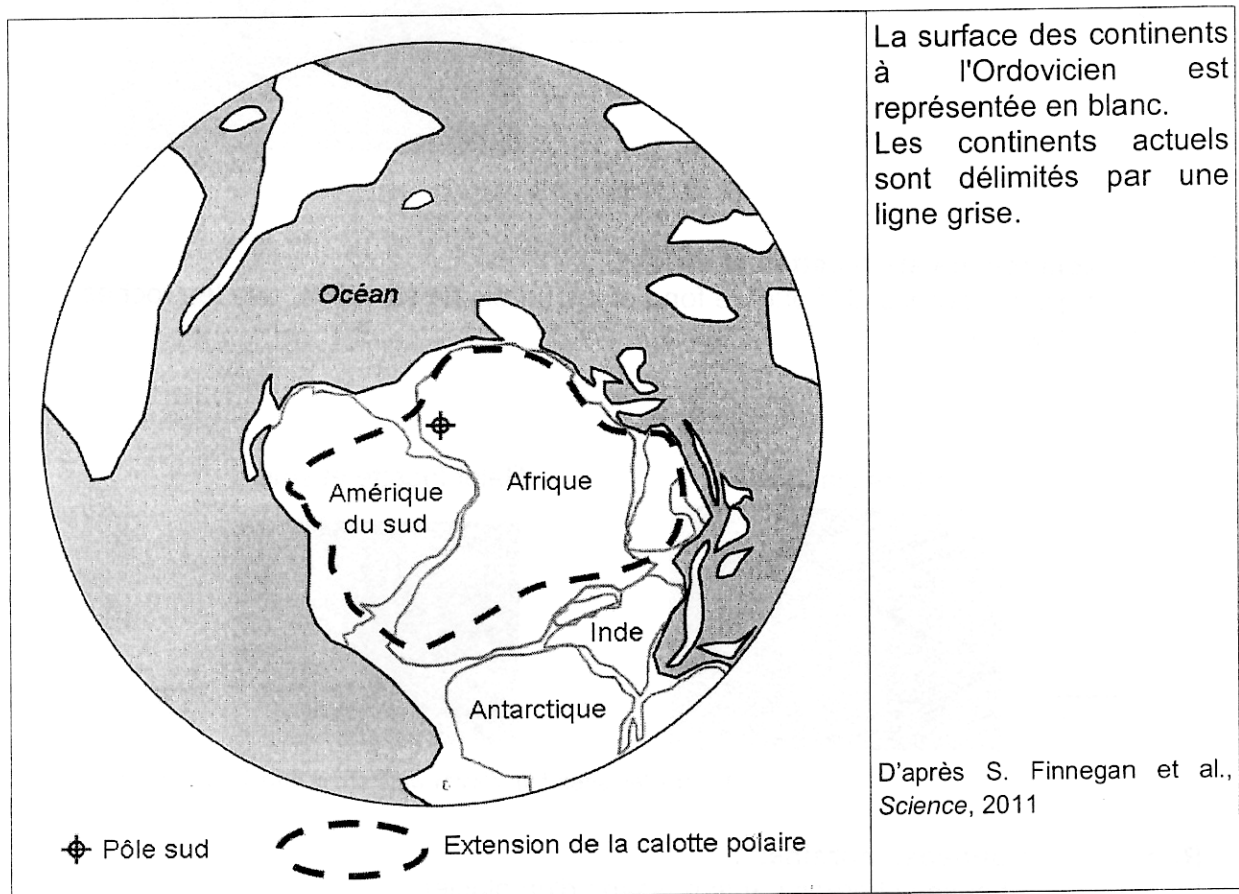 La surface des continents
à l'Ordovicien est
représentée en blanc.
Les continents actuels
sont délimités par une
ligne grise.
Océan
Amérique
du sud
Afrique
Inde
Antarctique
D'après S. Finnegan et al.,
Science, 2011
Pôle sud
Extension de la calotte polaire